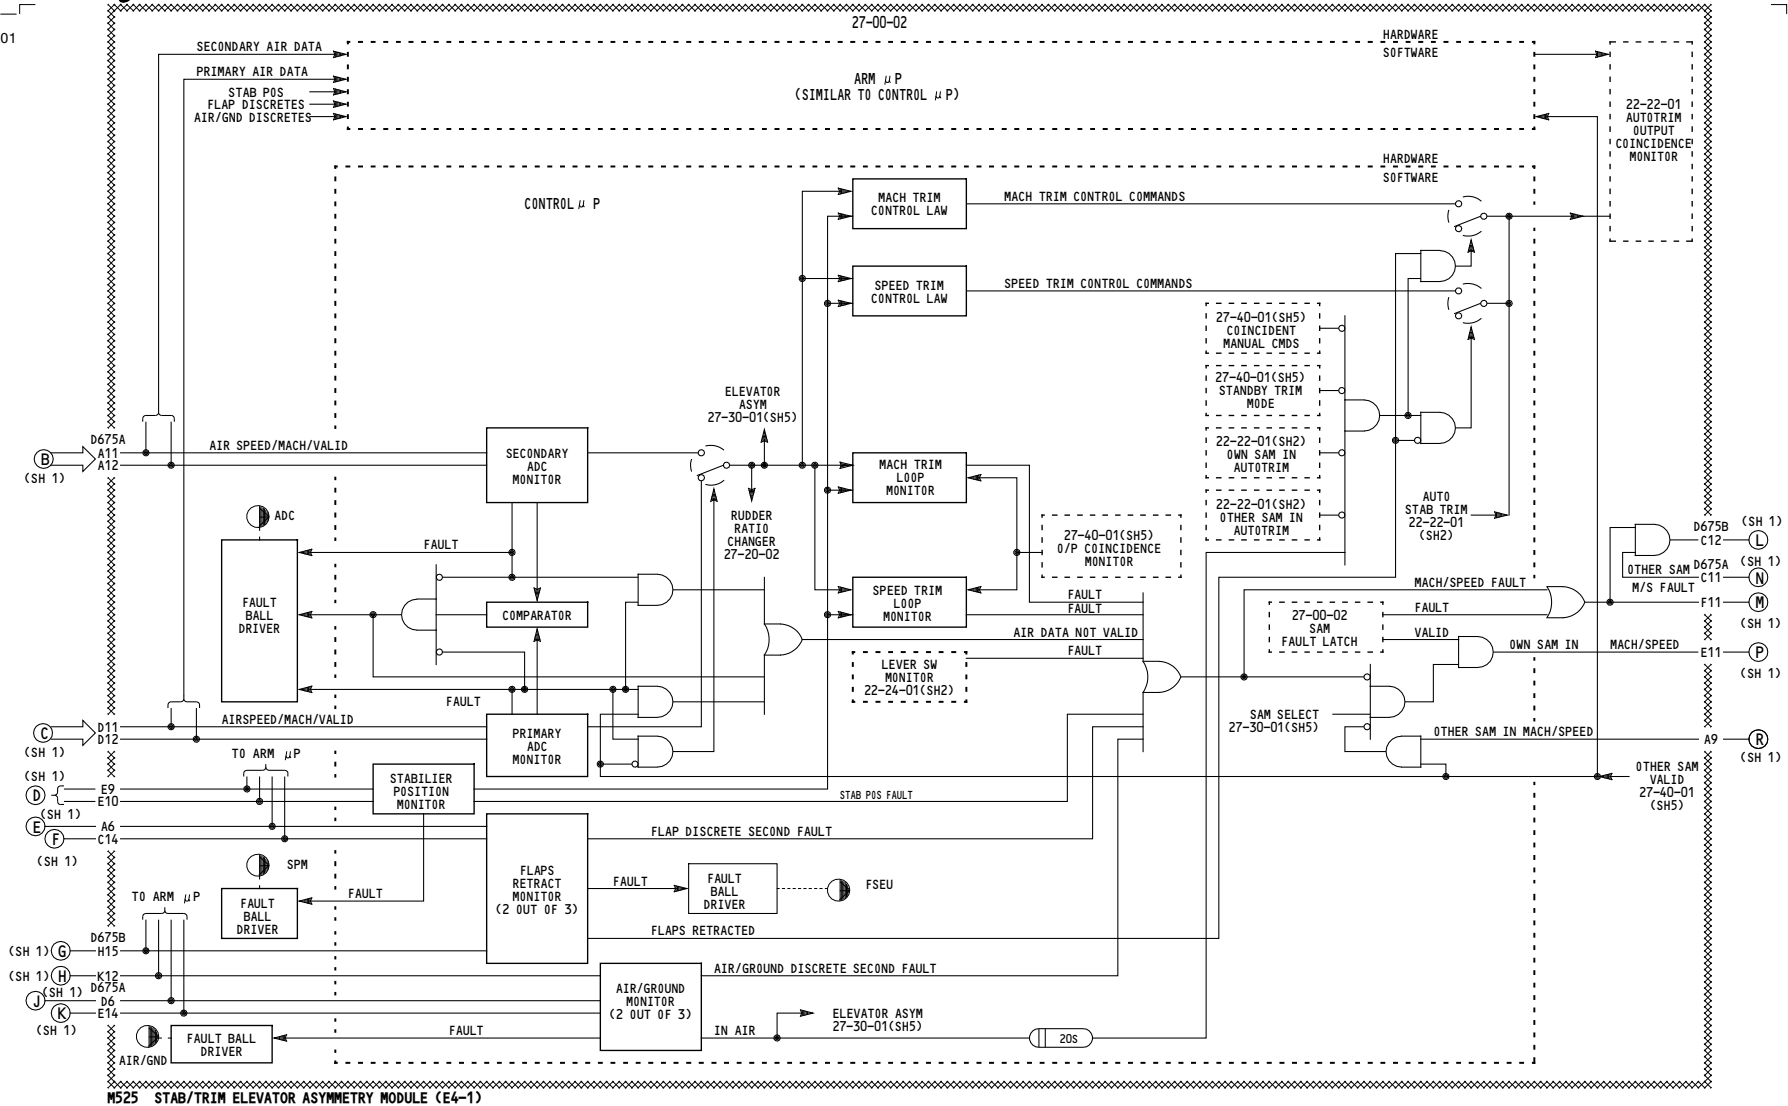 01
27-00-02
HARDWARE
SOFTWARE
SECONDARY AIR DATA
PRIMARY AIR DATA
STAB POS
FLAP DISCRETES
AIR/GND DISCRETES
ARM μ P
(SIMILAR TO CONTROL μ P)
22-22-01
AUTOTRIM
OUTPUT
COINCIDENCE
MONITOR
HARDWARE
SOFTWARE
CONTROL μ P
MACH TRIM
CONTROL LAW
MACH TRIM CONTROL COMMANDS
SPEED TRIM
CONTROL LAW
SPEED TRIM CONTROL COMMANDS
27-40-01(SH5)
COINCIDENT
MANUAL CMDS
27-40-01(SH5)
STANDBY TRIM
MODE
22-22-01(SH2)
OWN SAM IN
AUTOTRIM
22-22-01(SH2)
OTHER SAM IN
AUTOTRIM
ELEVATOR
ASYM
27-30-01(SH5)
B
(SH 1)
D675A
A11
A12
AIR SPEED/MACH/VALID
SECONDARY
ADC
MONITOR
MACH TRIM
LOOP
MONITOR
RUDDER
RATIO
CHANGER
27-20-02
AUTO
STAB TRIM
22-22-01
(SH2)
27-40-01(SH5)
O/P COINCIDENCE
MONITOR
ADC
FAULT
FAULT
BALL
DRIVER
COMPARATOR
SPEED TRIM
LOOP
MONITOR
FAULT
FAULT
AIR DATA NOT VALID
FAULT
LEVER SW
MONITOR
22-24-01(SH2)
MACH/SPEED FAULT
27-00-02
SAM
FAULT LATCH
FAULT
VALID
D675B
C12
(SH 1)
L
OTHER SAM
M/S FAULT
D675A
C11
(SH 1)
N
F11
M
(SH 1)
OWN SAM IN
MACH/SPEED
E11
P
(SH 1)
SAM SELECT
27-30-01(SH5)
OTHER SAM IN MACH/SPEED
A9
R
(SH 1)
OTHER SAM
VALID
27-40-01
(SH5)
FAULT
C
(SH 1)
D11
D12
AIRSPEED/MACH/VALID
PRIMARY
ADC
MONITOR
TO ARM μP
(SH 1)
D
E9
E10
(SH 1)
STABILIER
POSITION
MONITOR
STAB POS FAULT
E
A6
F
C14
(SH 1)
FLAP DISCRETE SECOND FAULT
SPM
FAULT
FAULT
BALL
DRIVER
FLAPS
RETRACT
MONITOR
(2 OUT OF 3)
FAULT
FAULT
BALL
DRIVER
FSEU
TO ARM μP
FLAPS RETRACTED
D675B
(SH 1)
G
H15
(SH 1)
H
K12
D675A
(SH 1)
J
D6
K
E14
(SH 1)
AIR/GROUND DISCRETE SECOND FAULT
AIR/GROUND
MONITOR
(2 OUT OF 3)
ELEVATOR ASYM
27-30-01(SH5)
IN AIR
20S
FAULT
FAULT BALL
DRIVER
AIR/GND
M525 STAB/TRIM ELEVATOR ASYMMETRY MODULE (E4-1)